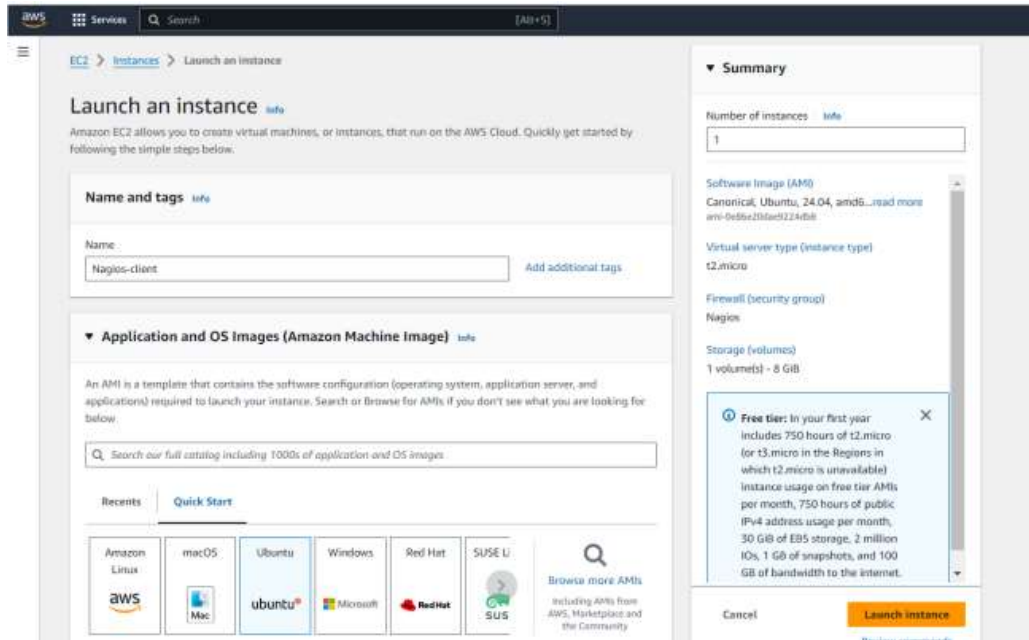 aws
Services
Search
[Alt+S]
EC2 > Instances > Launch an instance
Launch an instance Info
Amazon EC2 allows you to create virtual machines, or instances, that run on the AWS Cloud. Quickly get started by
following the simple steps below.
Name and tags Info
Name
Nagios-client
Add additional tags
Application and OS Images (Amazon Machine Image) Info
An AMI is a template that contains the software configuration (operating system, application server, and
applications) required to launch your instance. Search or Browse for AMIs if you don't see what you are looking for
below
Search our full catalog including 1000s of application and OS images
Recents
Quick Start
Amazon
Linux
aws
macOS
Mac
Ubuntu
ubuntu
Windows
Microsoft
Red Hat
Red Hat
SUSE Li
SUS
Browse more AMIs
Including AMIs from
AWS, Marketplace and
the Community
Summary
Number of instances Info
1
Software Image (AMI)
Canonical, Ubuntu, 24.04, amd6...read more
Virtual server type (instance type)
t2.micro
Firewall (security group)
Nagios
Storage (volumes)
1 volume(s) - 8 GiB
Free tier: In your first year
includes 750 hours of t2.micro
(or t3.micro in the Regions in
which t2.micro is unavailable)
instance usage on free tier AMIs
per month, 750 hours of public
IPv4 address usage per month,
30 GiB of EBS storage, 2 million
IOs, 1 GB of snapshots, and 100
GB of bandwidth to the internet.
Cancel
Launch instance